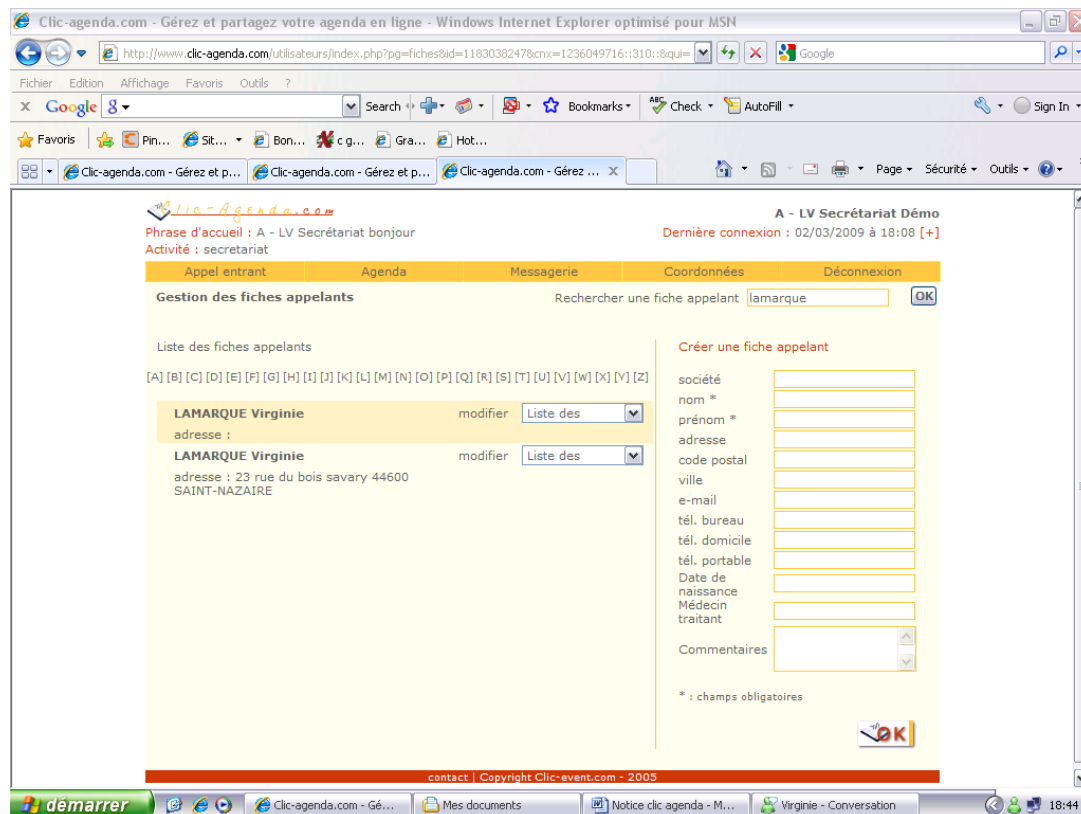 Clic-agenda.com - Gérez et partagez votre agenda en ligne - Windows Internet Explorer optimisé pour MSN
http://www.clic-agenda.com/utilisateurs/index.php?pg=fiches&id=1183038247&cnx=1236049716::310::&qui= Google
Fichier Edition Affichage Favoris Outils ?
x Google Search Bookmarks Check AutoFill Sign In
Favoris Pin... Sit... Bon... c g... Gra... Hot...
Clic-agenda.com - Gérez et p... Clic-agenda.com - Gérez et p... Clic-agenda.com - Gérez ... X Page Sécurité Outils
Clic-Agenda.com
A - LV Secrétariat Démo
Phrase d'accueil : A - LV Secrétariat bonjour
Dernière connexion : 02/03/2009 à 18:08 [+]
Activité : secretariat
Appel entrant Agenda Messagerie Coordonnées Déconnexion
Gestion des fiches appelants Rechercher une fiche appelant lamarque OK
Liste des fiches appelants
[A] [B] [C] [D] [E] [F] [G] [H] [I] [J] [K] [L] [M] [N] [O] [P] [Q] [R] [S] [T] [U] [V] [W] [X] [Y] [Z]
LAMARQUE Virginie modifier Liste des
adresse :
LAMARQUE Virginie modifier Liste des
adresse : 23 rue du bois savary 44600
SAINT-NAZAIRE
Créer une fiche appelant
société
nom *
prénom *
adresse
code postal
ville
e-mail
tél. bureau
tél. domicile
tél. portable
Date de
naissance
Médecin
traitant
Commentaires
* : champs obligatoires
OK
contact | Copyright Clic-event.com - 2005
démarrer Clic-agenda.com - Gé... Mes documents Notice clic agenda - M... Virginie - Conversation 18:44